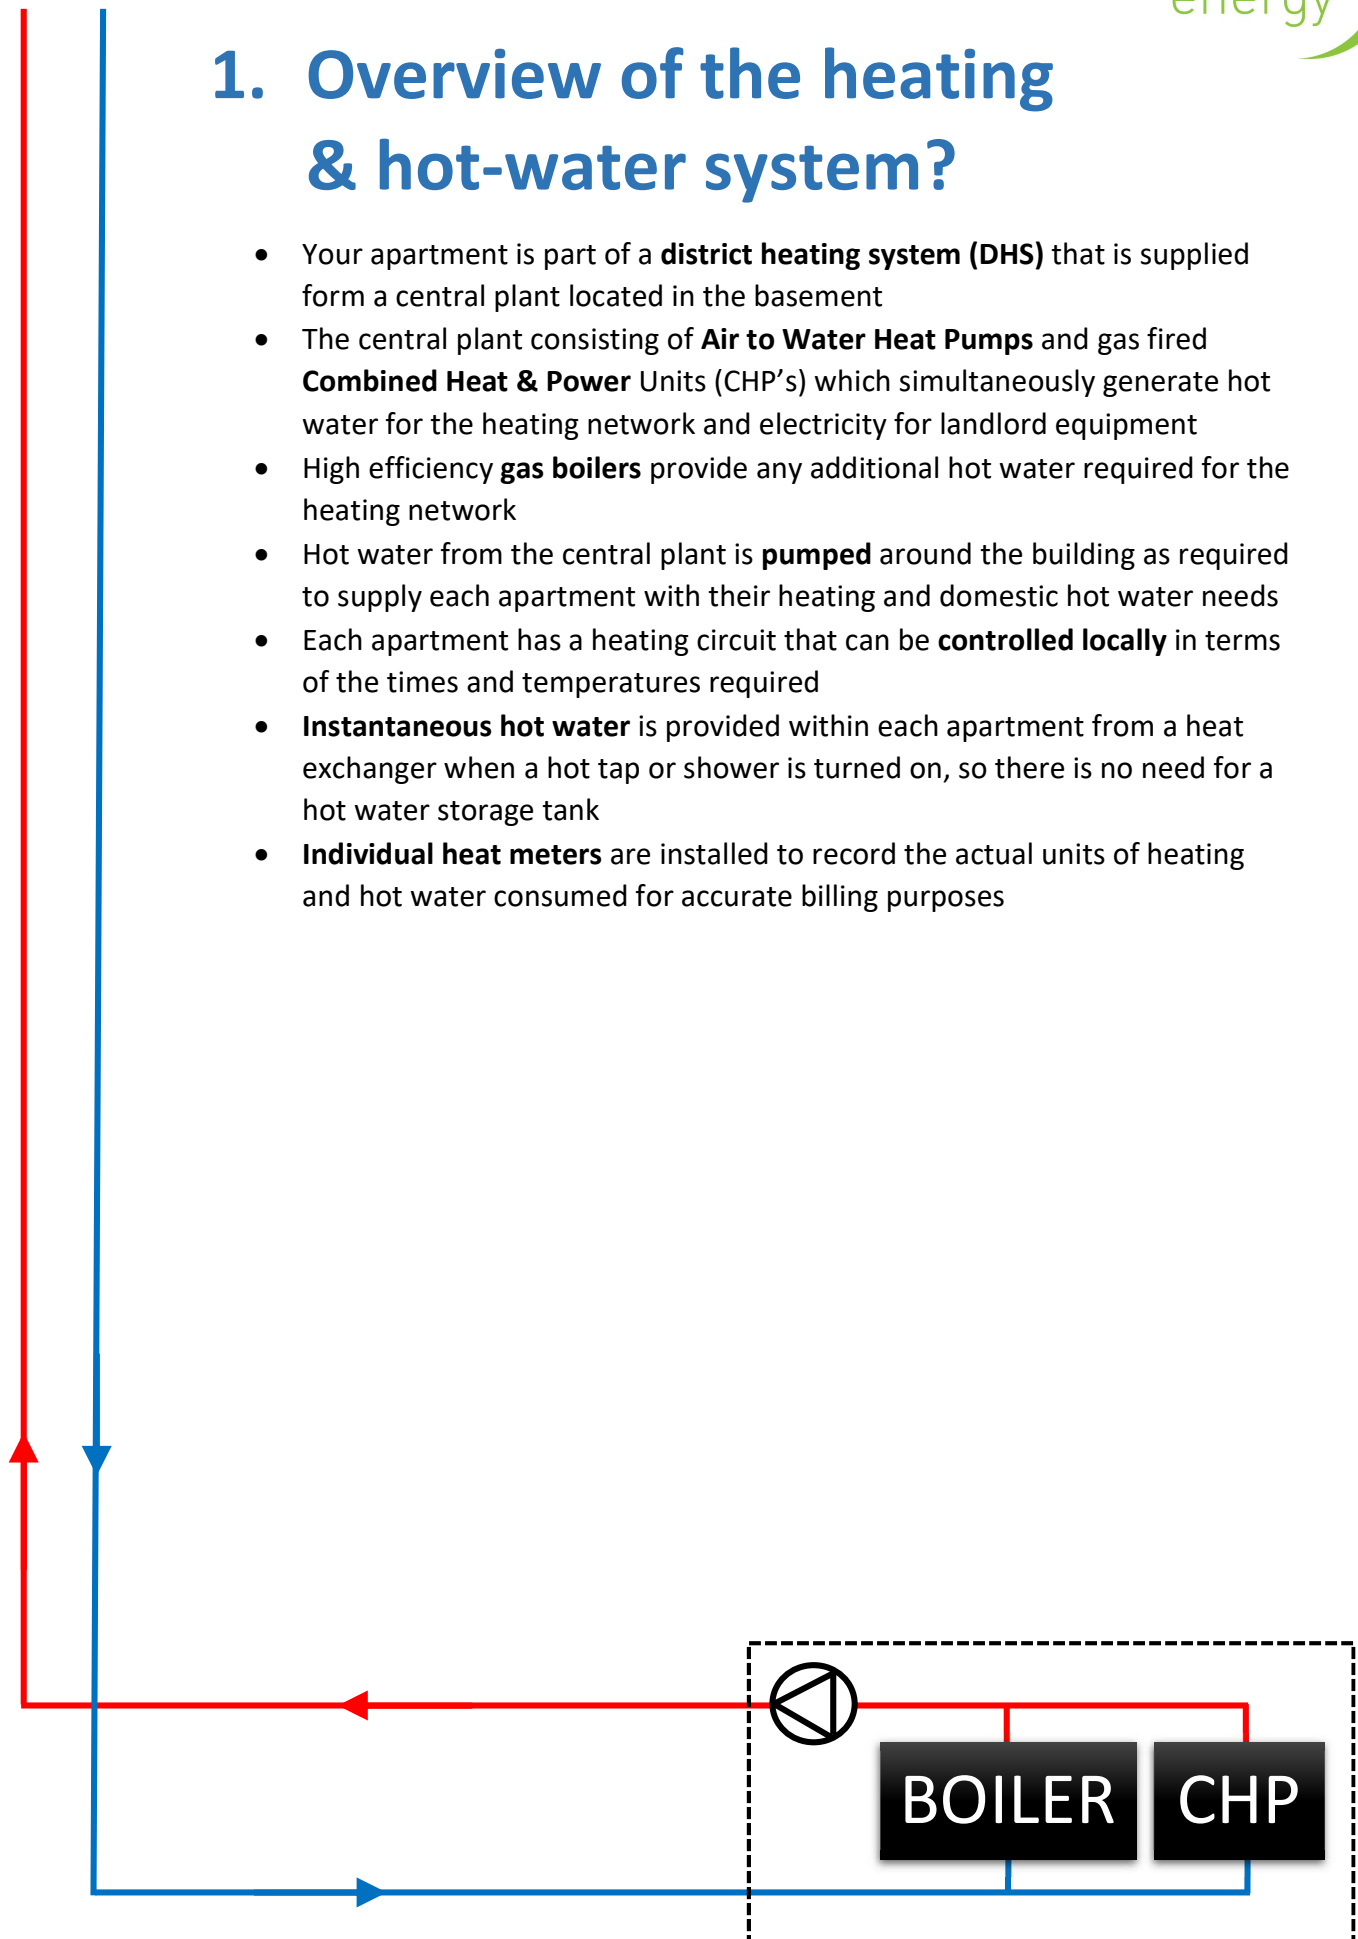 energy
1. Overview of the heating
& hot-water system?
• Your apartment is part of a district heating system (DHS) that is supplied
form a central plant located in the basement
• The central plant consisting of Air to Water Heat Pumps and gas fired
Combined Heat & Power Units (CHP’s) which simultaneously generate hot
water for the heating network and electricity for landlord equipment
• High efficiency gas boilers provide any additional hot water required for the
heating network
• Hot water from the central plant is pumped around the building as required
to supply each apartment with their heating and domestic hot water needs
• Each apartment has a heating circuit that can be controlled locally in terms
of the times and temperatures required
• Instantaneous hot water is provided within each apartment from a heat
exchanger when a hot tap or shower is turned on, so there is no need for a
hot water storage tank
• Individual heat meters are installed to record the actual units of heating
and hot water consumed for accurate billing purposes
BOILER CHP